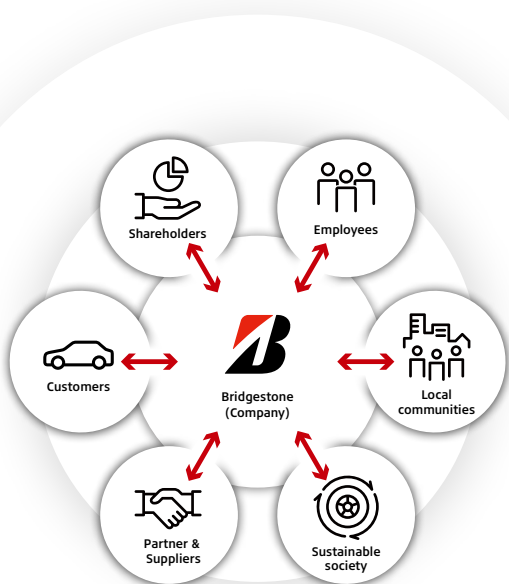 Shareholders
Employees
Customers
Bridgestone
(Company)
Local
communities
Partner &
Suppliers
Sustainable
society